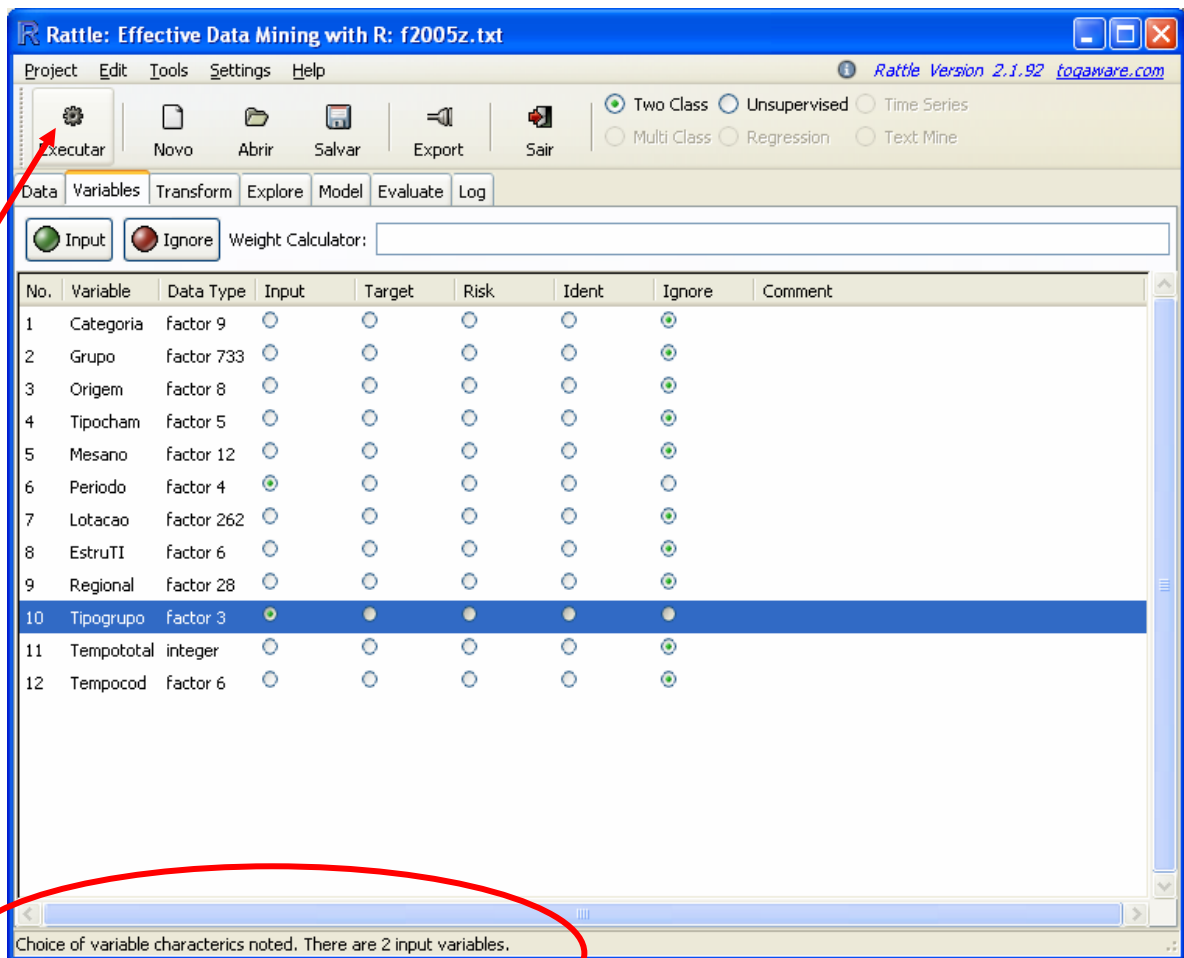 Rattle: Effective Data Mining with R: f2005z.txt
Project Edit Tools Settings Help Rattle Version 2.1.92 togaware.com
Executar Novo Abrir Salvar Export Sair
Two Class Unsupervised Time Series
Multi Class Regression Text Mine
Data Variables Transform Explore Model Evaluate Log
Input Ignore Weight Calculator:
No. Variable Data Type Input Target Risk Ident Ignore Comment
1 Categoria factor 9
2 Grupo factor 733
3 Origem factor 8
4 Tipocham factor 5
5 Mesano factor 12
6 Periodo factor 4
7 Lotacao factor 262
8 EstruTI factor 6
9 Regional factor 28
10 Tipogrupo factor 3
11 Tempototal integer
12 Tempocod factor 6
Choice of variable characterics noted. There are 2 input variables.